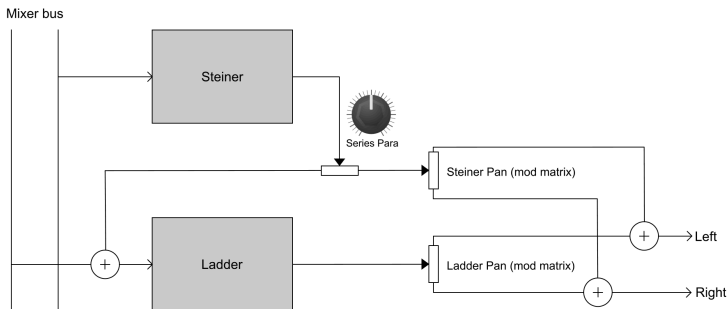 Mixer bus
Steiner
Series Para
Steiner Pan (mod matrix)
Left
Ladder
Ladder Pan (mod matrix)
Right